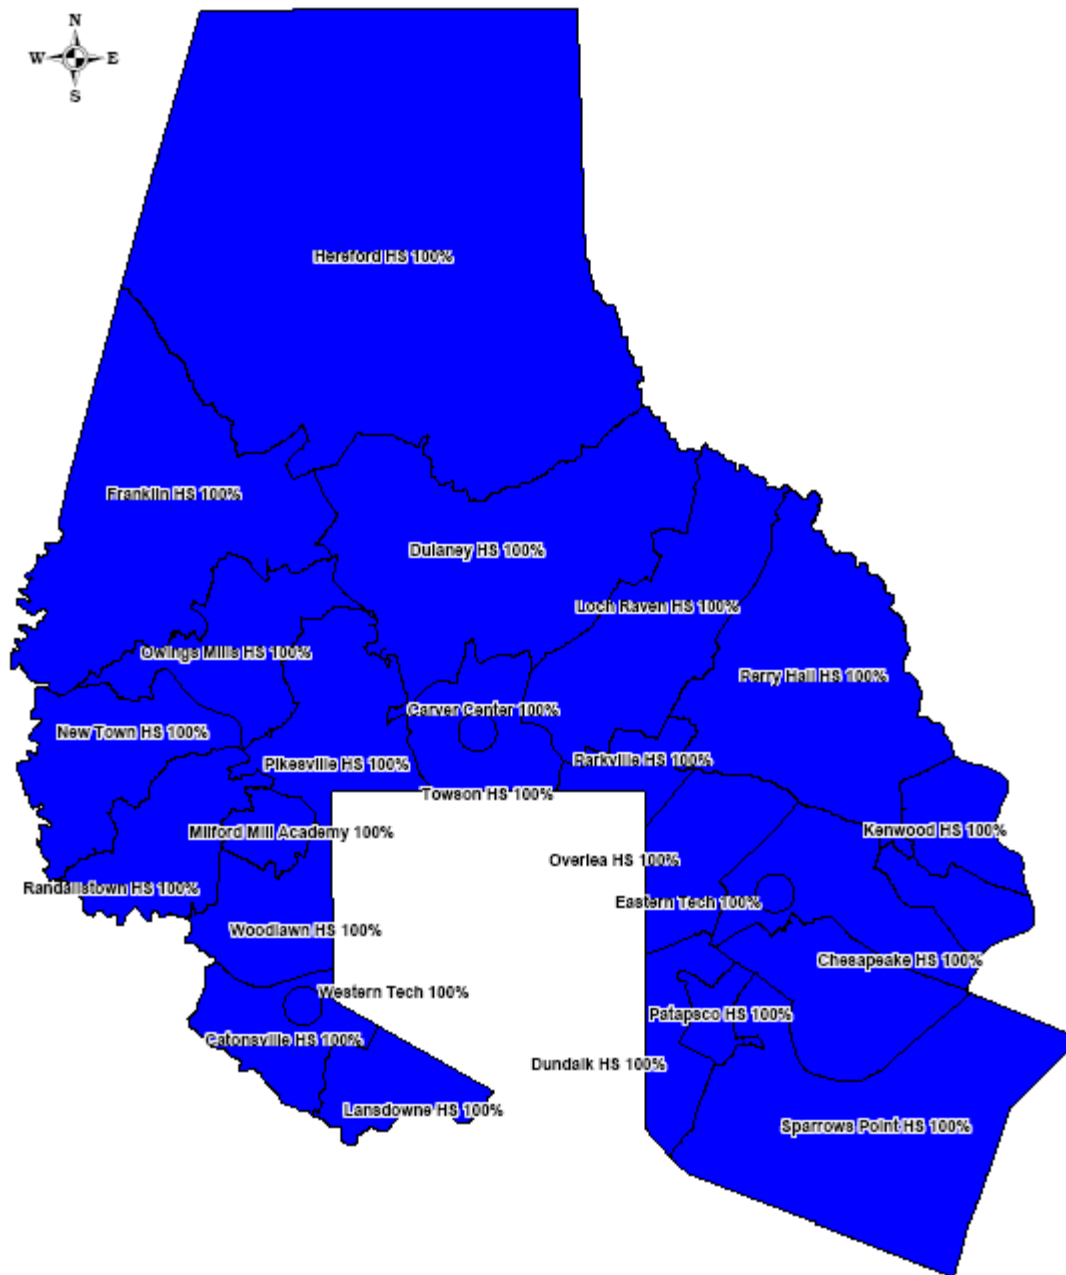 N
W E
S
Hereford HS 100%
Franklin HS 100%
Dulaney HS 100%
Loch Raven HS 100%
Owings Mills HS 100%
Perry Hall HS 100%
Carver Center 100%
New Town HS 100%
Pikesville HS 100%
Parkville HS 100%
Towson HS 100%
Milford Mill Academy 100%
Kenwood HS 100%
Overlea HS 100%
Randallstown HS 100%
Eastern Tech 100%
Woodlawn HS 100%
Chesapeake HS 100%
Western Tech 100%
Patapsco HS 100%
Catonsville HS 100%
Dundalk HS 100%
Lansdowne HS 100%
Sparrows Point HS 100%